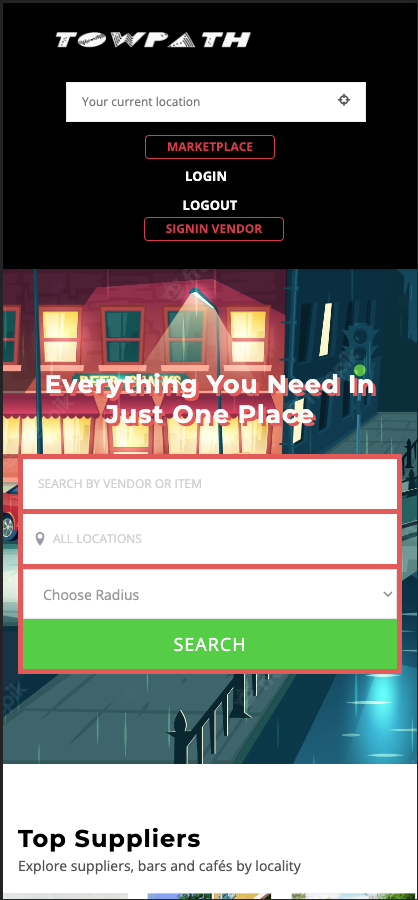 TOWPATH
Your current location
MARKETPLACE
LOGIN
LOGOUT
SIGNIN VENDOR
Everything You Need In
Just One Place
SEARCH BY VENDOR OR ITEM
ALL LOCATIONS
Choose Radius
SEARCH
Top Suppliers
Explore suppliers, bars and cafés by locality